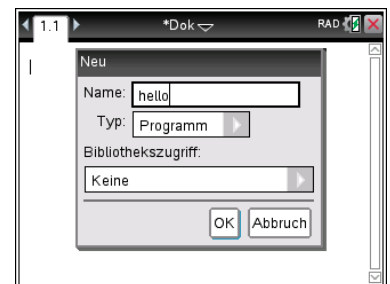 1.1 *Dok RAD
Neu
Name: hello
Typ: Programm
Bibliothekszugriff:
Keine
OK Abbruch